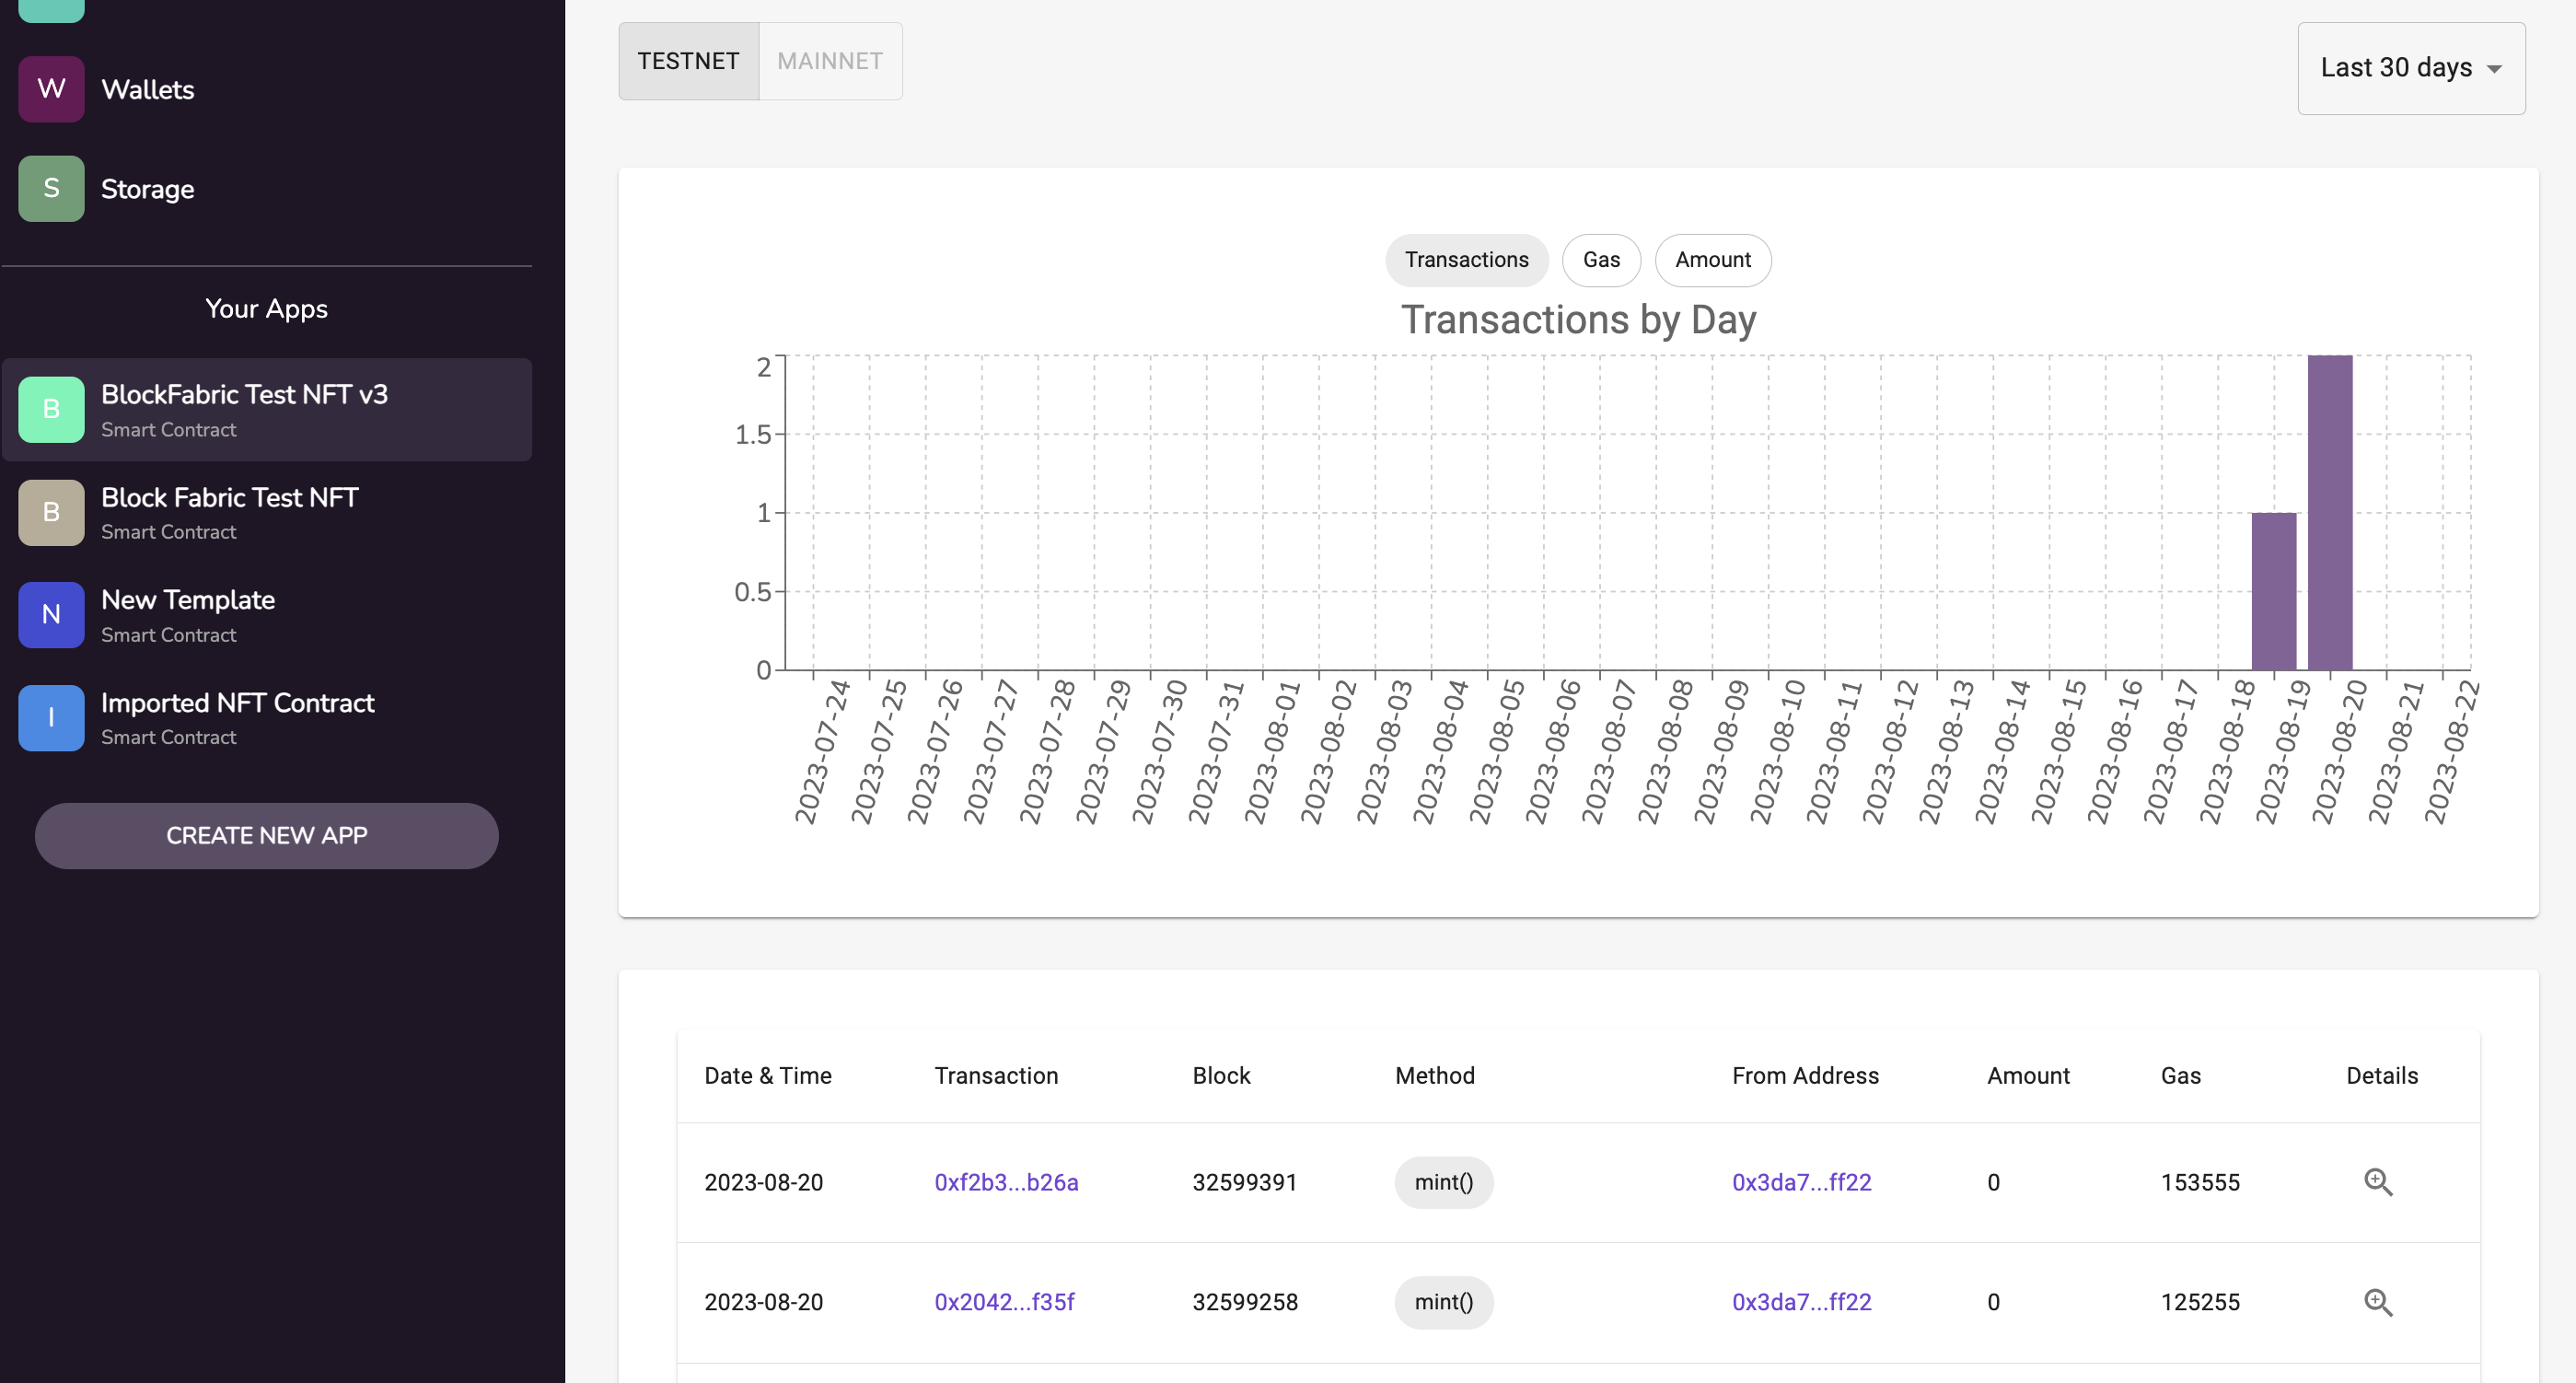 W Wallets
S Storage
Your Apps
B BlockFabric Test NFT v3
Smart Contract
B Block Fabric Test NFT
Smart Contract
N New Template
Smart Contract
I Imported NFT Contract
Smart Contract
CREATE NEW APP
TESTNET MAINNET
Last 30 days
Transactions Gas Amount
Transactions by Day
2
1.5
1
0.5
0
2023-07-24
2023-07-25
2023-07-26
2023-07-27
2023-07-28
2023-07-29
2023-07-30
2023-07-31
2023-08-01
2023-08-02
2023-08-03
2023-08-04
2023-08-05
2023-08-06
2023-08-07
2023-08-08
2023-08-09
2023-08-10
2023-08-11
2023-08-12
2023-08-13
2023-08-14
2023-08-15
2023-08-16
2023-08-17
2023-08-18
2023-08-19
2023-08-20
2023-08-21
2023-08-22
Date & Time Transaction Block Method From Address Amount Gas Details
2023-08-20 0xf2b3...b26a 32599391 mint() 0x3da7...ff22 0 153555
2023-08-20 0x2042...f35f 32599258 mint() 0x3da7...ff22 0 125255